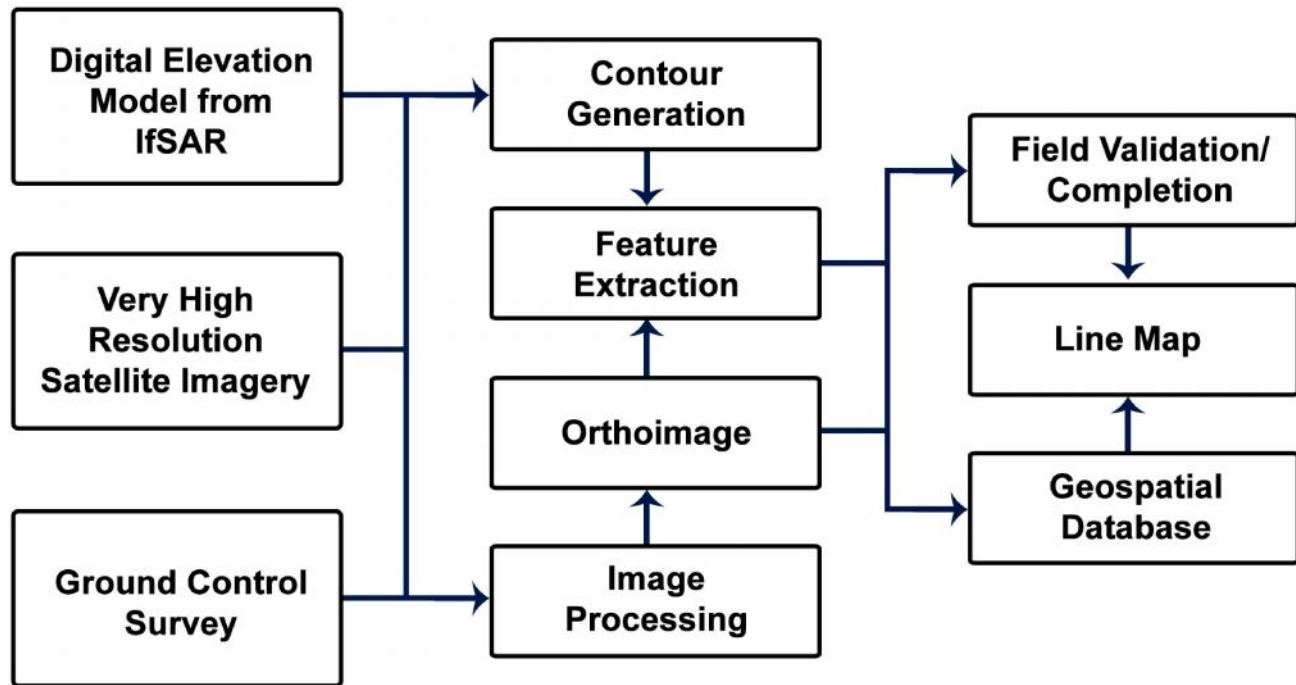 Digital Elevation
Model from
IfSAR
Very High
Resolution
Satellite Imagery
Ground Control
Survey
Contour
Generation
Feature
Extraction
Orthoimage
Image
Processing
Field Validation/
Completion
Line Map
Geospatial
Database